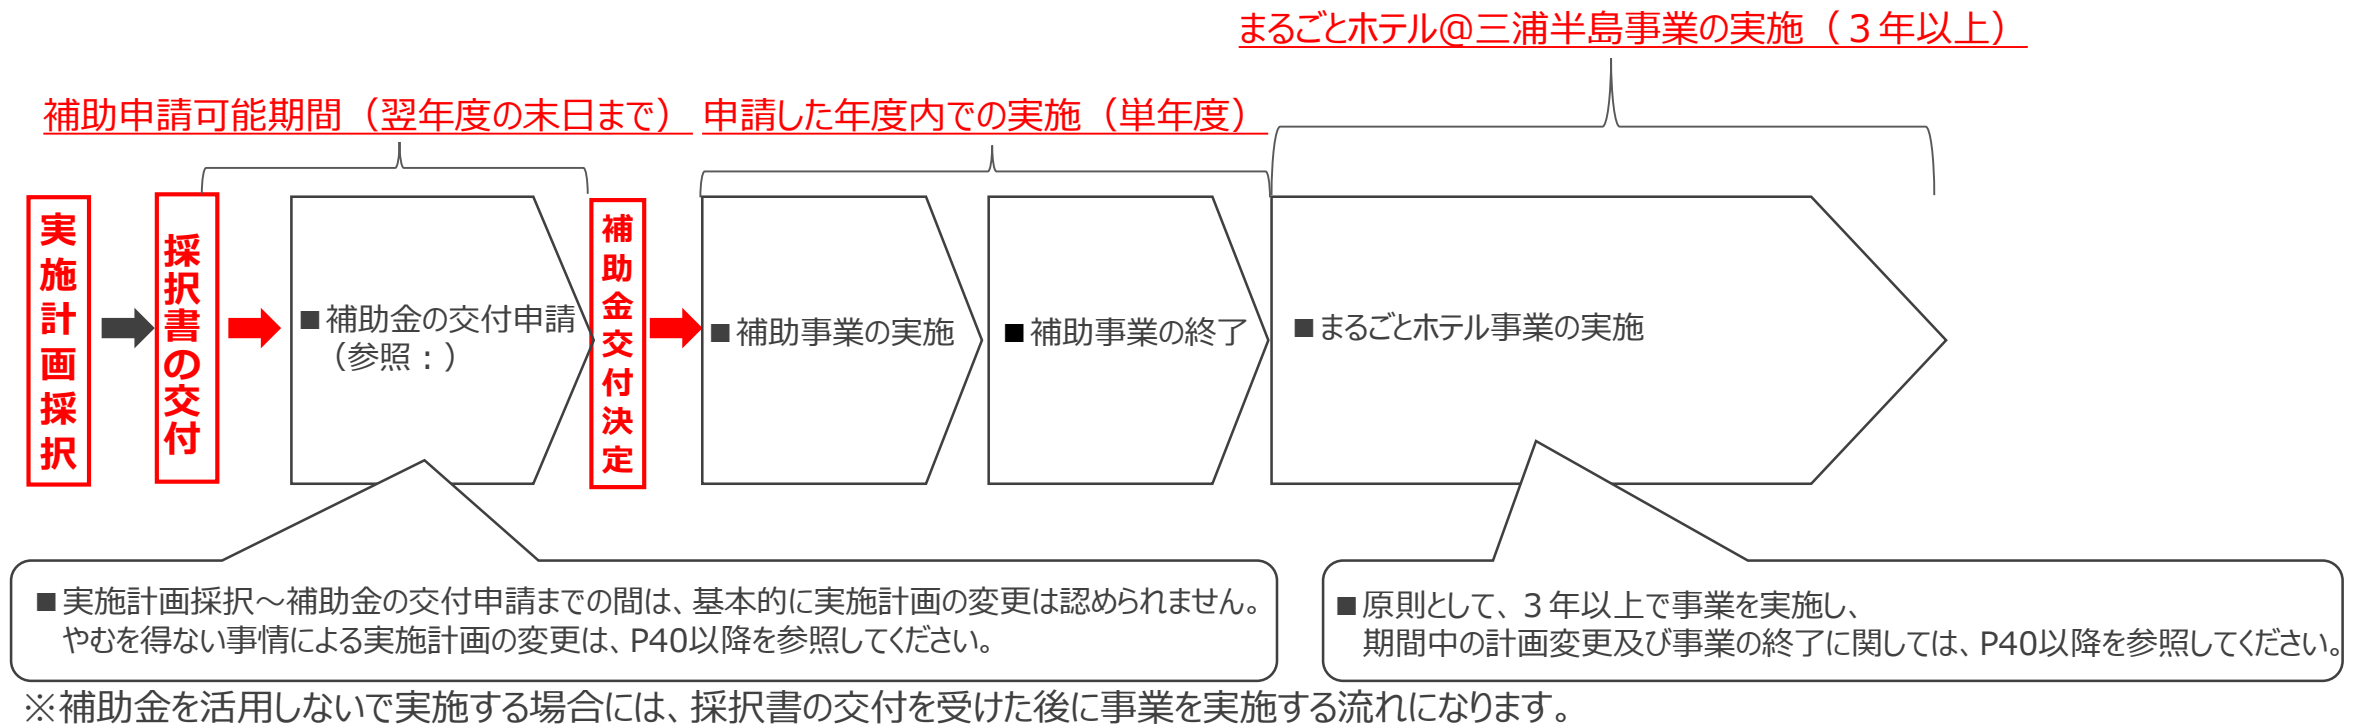 まるごとホテル@三浦半島事業の実施（３年以上）
補助申請可能期間（翌年度の末日まで）
申請した年度内での実施（単年度）
実施計画採択
採択書の交付
■補助金の交付申請
（参照：）
補助金交付決定
■補助事業の実施
■補助事業の終了
■まるごとホテル事業の実施
■実施計画採択～補助金の交付申請までの間は、基本的に実施計画の変更は認められません。
やむを得ない事情による実施計画の変更は、P40以降を参照してください。
■原則として、３年以上で事業を実施し、
期間中の計画変更及び事業の終了に関しては、P40以降を参照してください。
※補助金を活用しないで実施する場合には、採択書の交付を受けた後に事業を実施する流れになります。